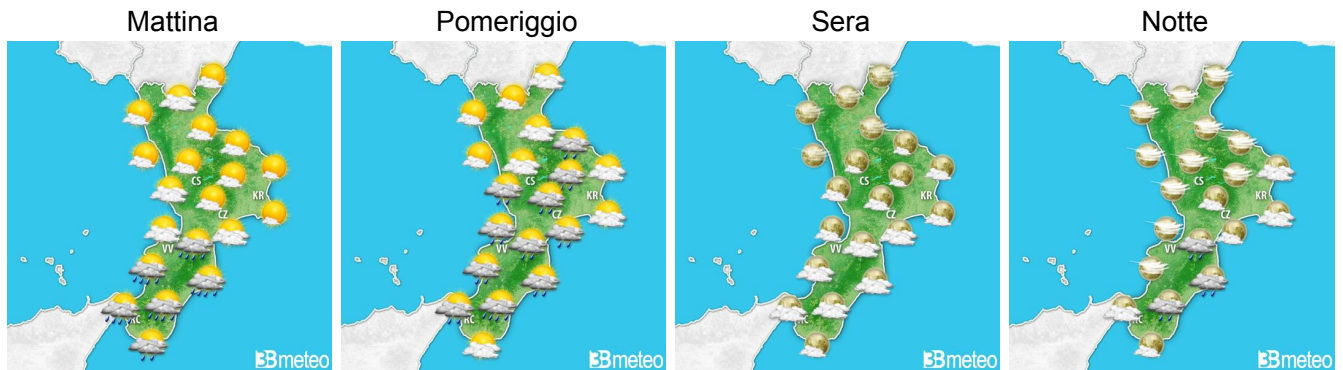 Mattina
Pomeriggio
Sera
Notte
CS
KR
CZ
VV
RC
3Bmeteo
CS
KR
CZ
VV
RC
3Bmeteo
CS
KR
CZ
VV
RC
3Bmeteo
CS
KR
CZ
VV
RC
3Bmeteo